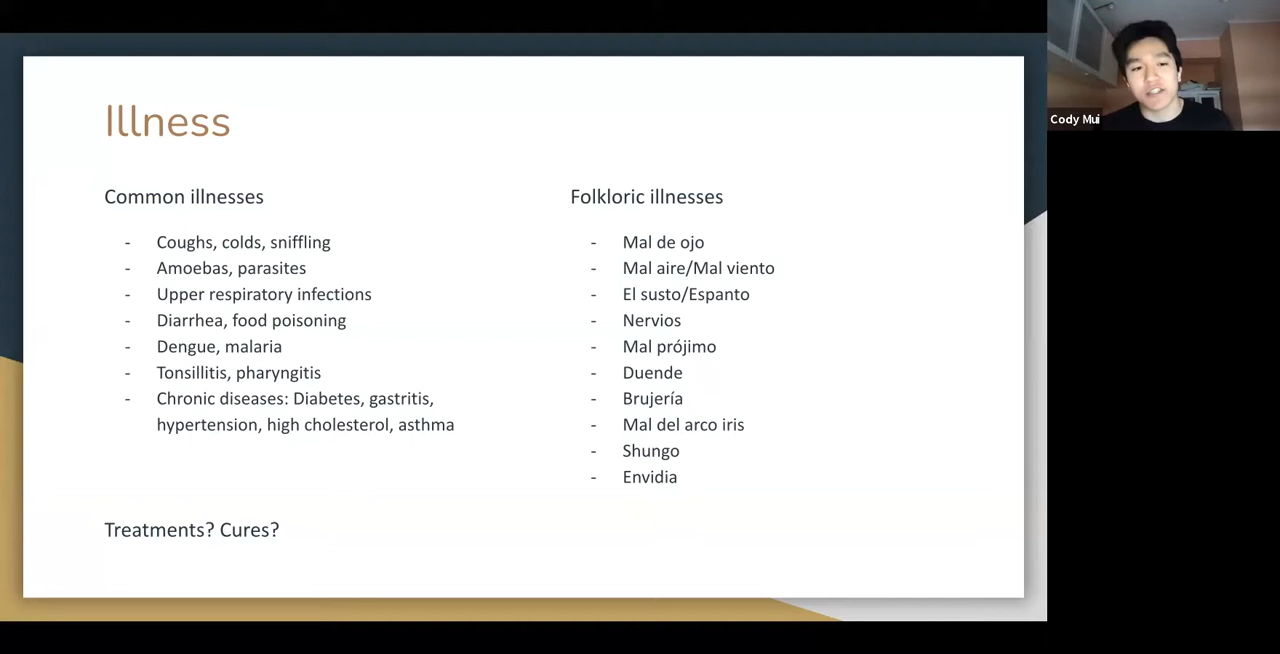 Illness
Common illnesses
- Coughs, colds, sniffling
- Amoebas, parasites
- Upper respiratory infections
- Diarrhea, food poisoning
- Dengue, malaria
- Tonsillitis, pharyngitis
- Chronic diseases: Diabetes, gastritis,
hypertension, high cholesterol, asthma
Folkloric illnesses
- Mal de ojo
- Mal aire/Mal viento
- El susto/Espanto
- Nervios
- Mal prójimo
- Duende
- Brujería
- Mal del arco iris
- Shungo
- Envidia
Treatments? Cures?
Cody Mui